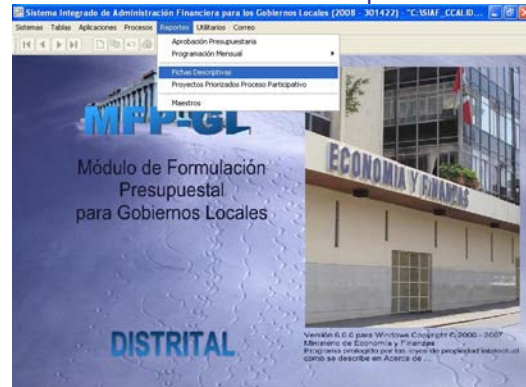 Sistema Integrado de Administración Financiera para los Gobiernos Locales (2008 - 301422) - "C:\SIAF_CCALID...
Sistemas Tablas Aplicaciones Procesos Reportes Utilitarios Correo
Aprobación Presupuestaria
Programación Mensual
Fichas Descriptivas
Proyectos Priorizados Proceso Participativo
Maestros
MFP-GL
Módulo de Formulación
Presupuestal
para Gobiernos Locales
ECONOMIA Y FINANZAS
DISTRITAL
Versión 6.0.0 para Windows Copyright © 2000 - 2007
Ministerio de Economía y Finanzas
Programa protegido por las leyes de propiedad intelectual
como se describe en Acerca de ...